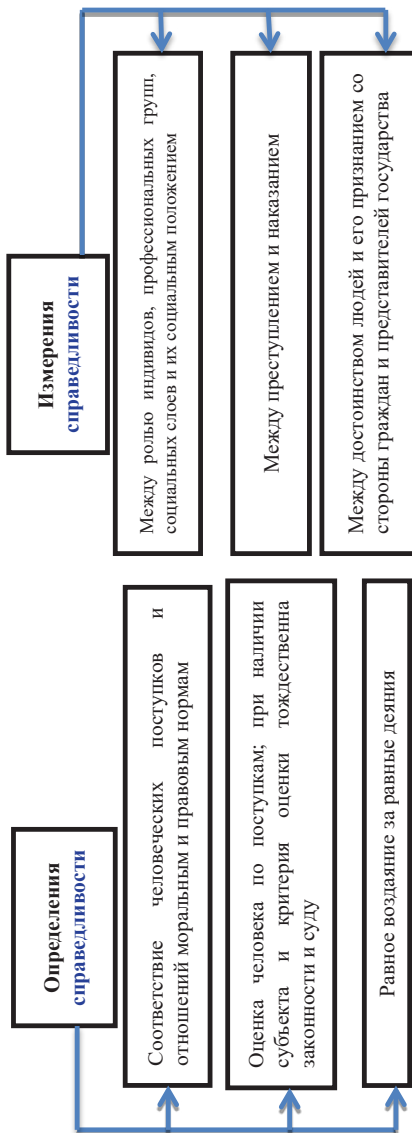 Определения
справедливости
Соответствие человеческих поступков и
отношений моральным и правовым нормам
Оценка человека по поступкам; при наличии
субъекта и критерия оценки тождественна
законности и суду
Равное воздаяние за равные деяния
Измерения
справедливости
Между ролью индивидов, профессиональных групп,
социальных слоев и их социальным положением
Между преступлением и наказанием
Между достоинством людей и его признанием со
стороны граждан и представителей государства